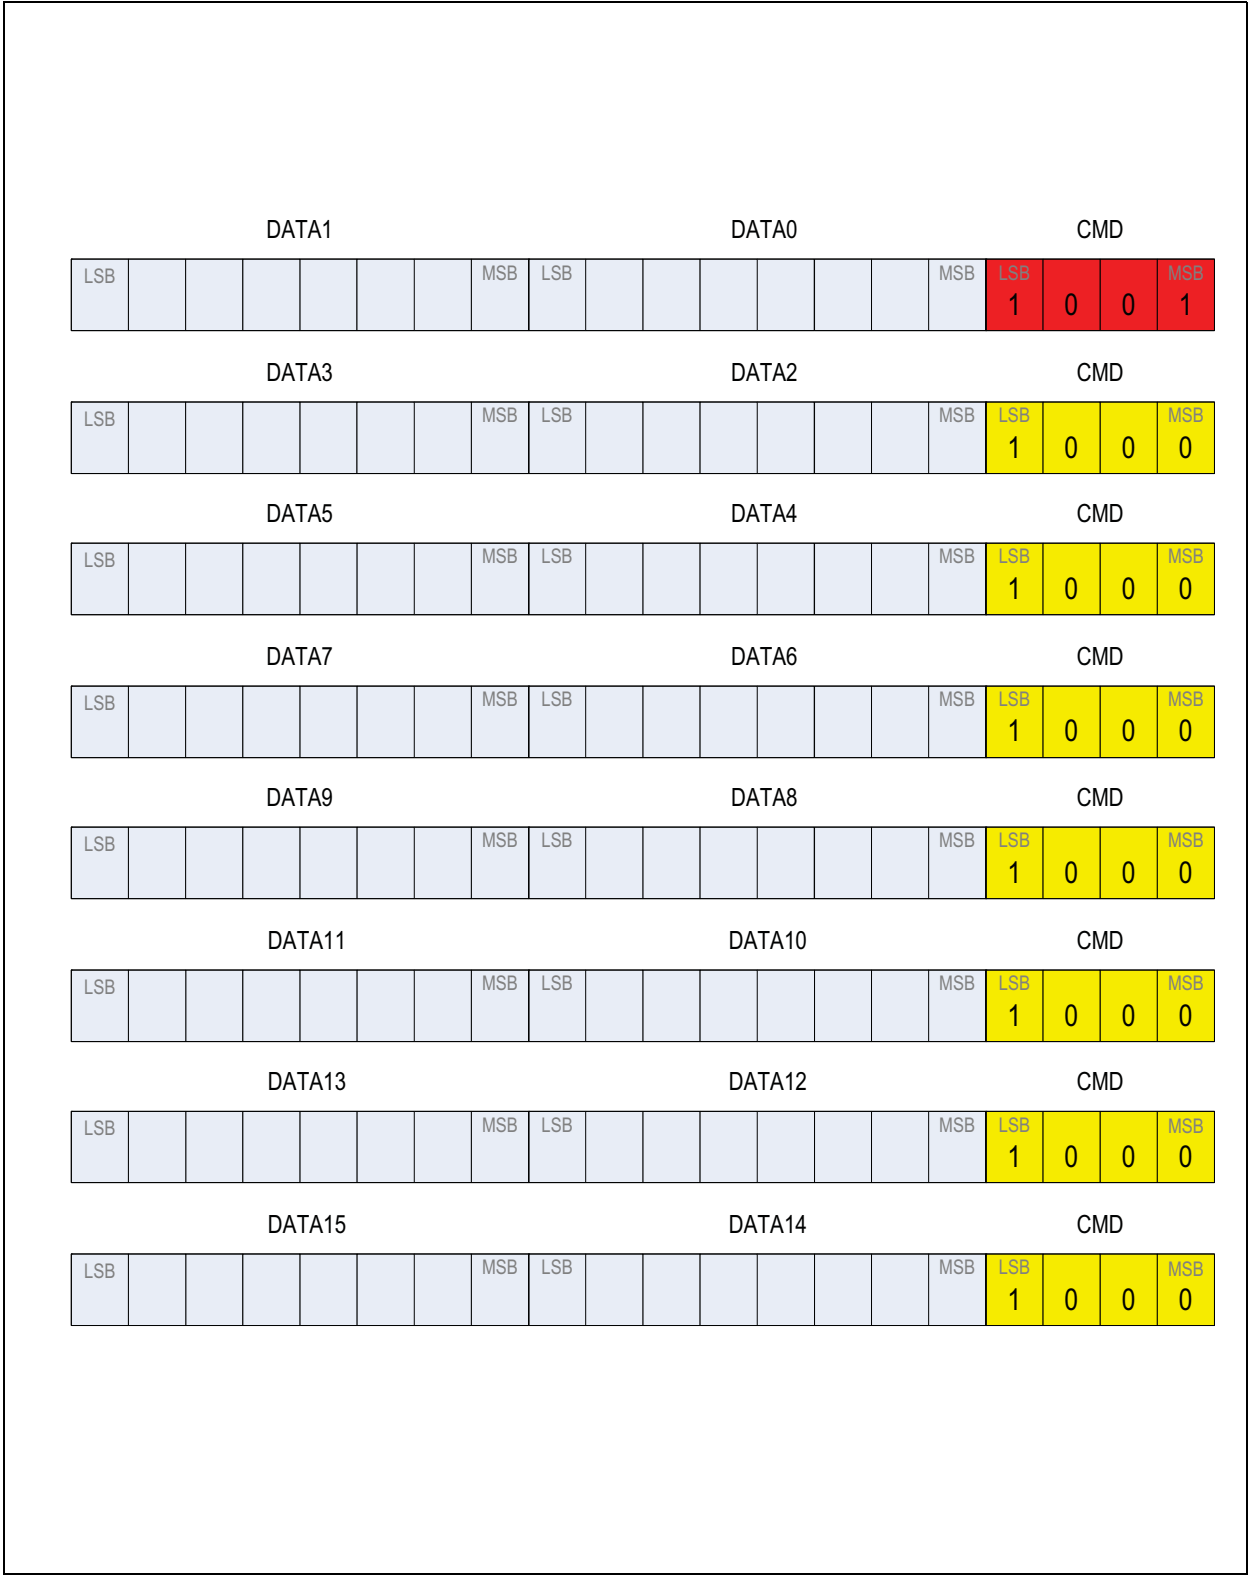 DATA1 DATA0 CMD
LSB MSB LSB MSB LSB MSB
1 0 0 1
DATA3 DATA2 CMD
LSB MSB LSB MSB LSB MSB
1 0 0 0
DATA5 DATA4 CMD
LSB MSB LSB MSB LSB MSB
1 0 0 0
DATA7 DATA6 CMD
LSB MSB LSB MSB LSB MSB
1 0 0 0
DATA9 DATA8 CMD
LSB MSB LSB MSB LSB MSB
1 0 0 0
DATA11 DATA10 CMD
LSB MSB LSB MSB LSB MSB
1 0 0 0
DATA13 DATA12 CMD
LSB MSB LSB MSB LSB MSB
1 0 0 0
DATA15 DATA14 CMD
LSB MSB LSB MSB LSB MSB
1 0 0 0